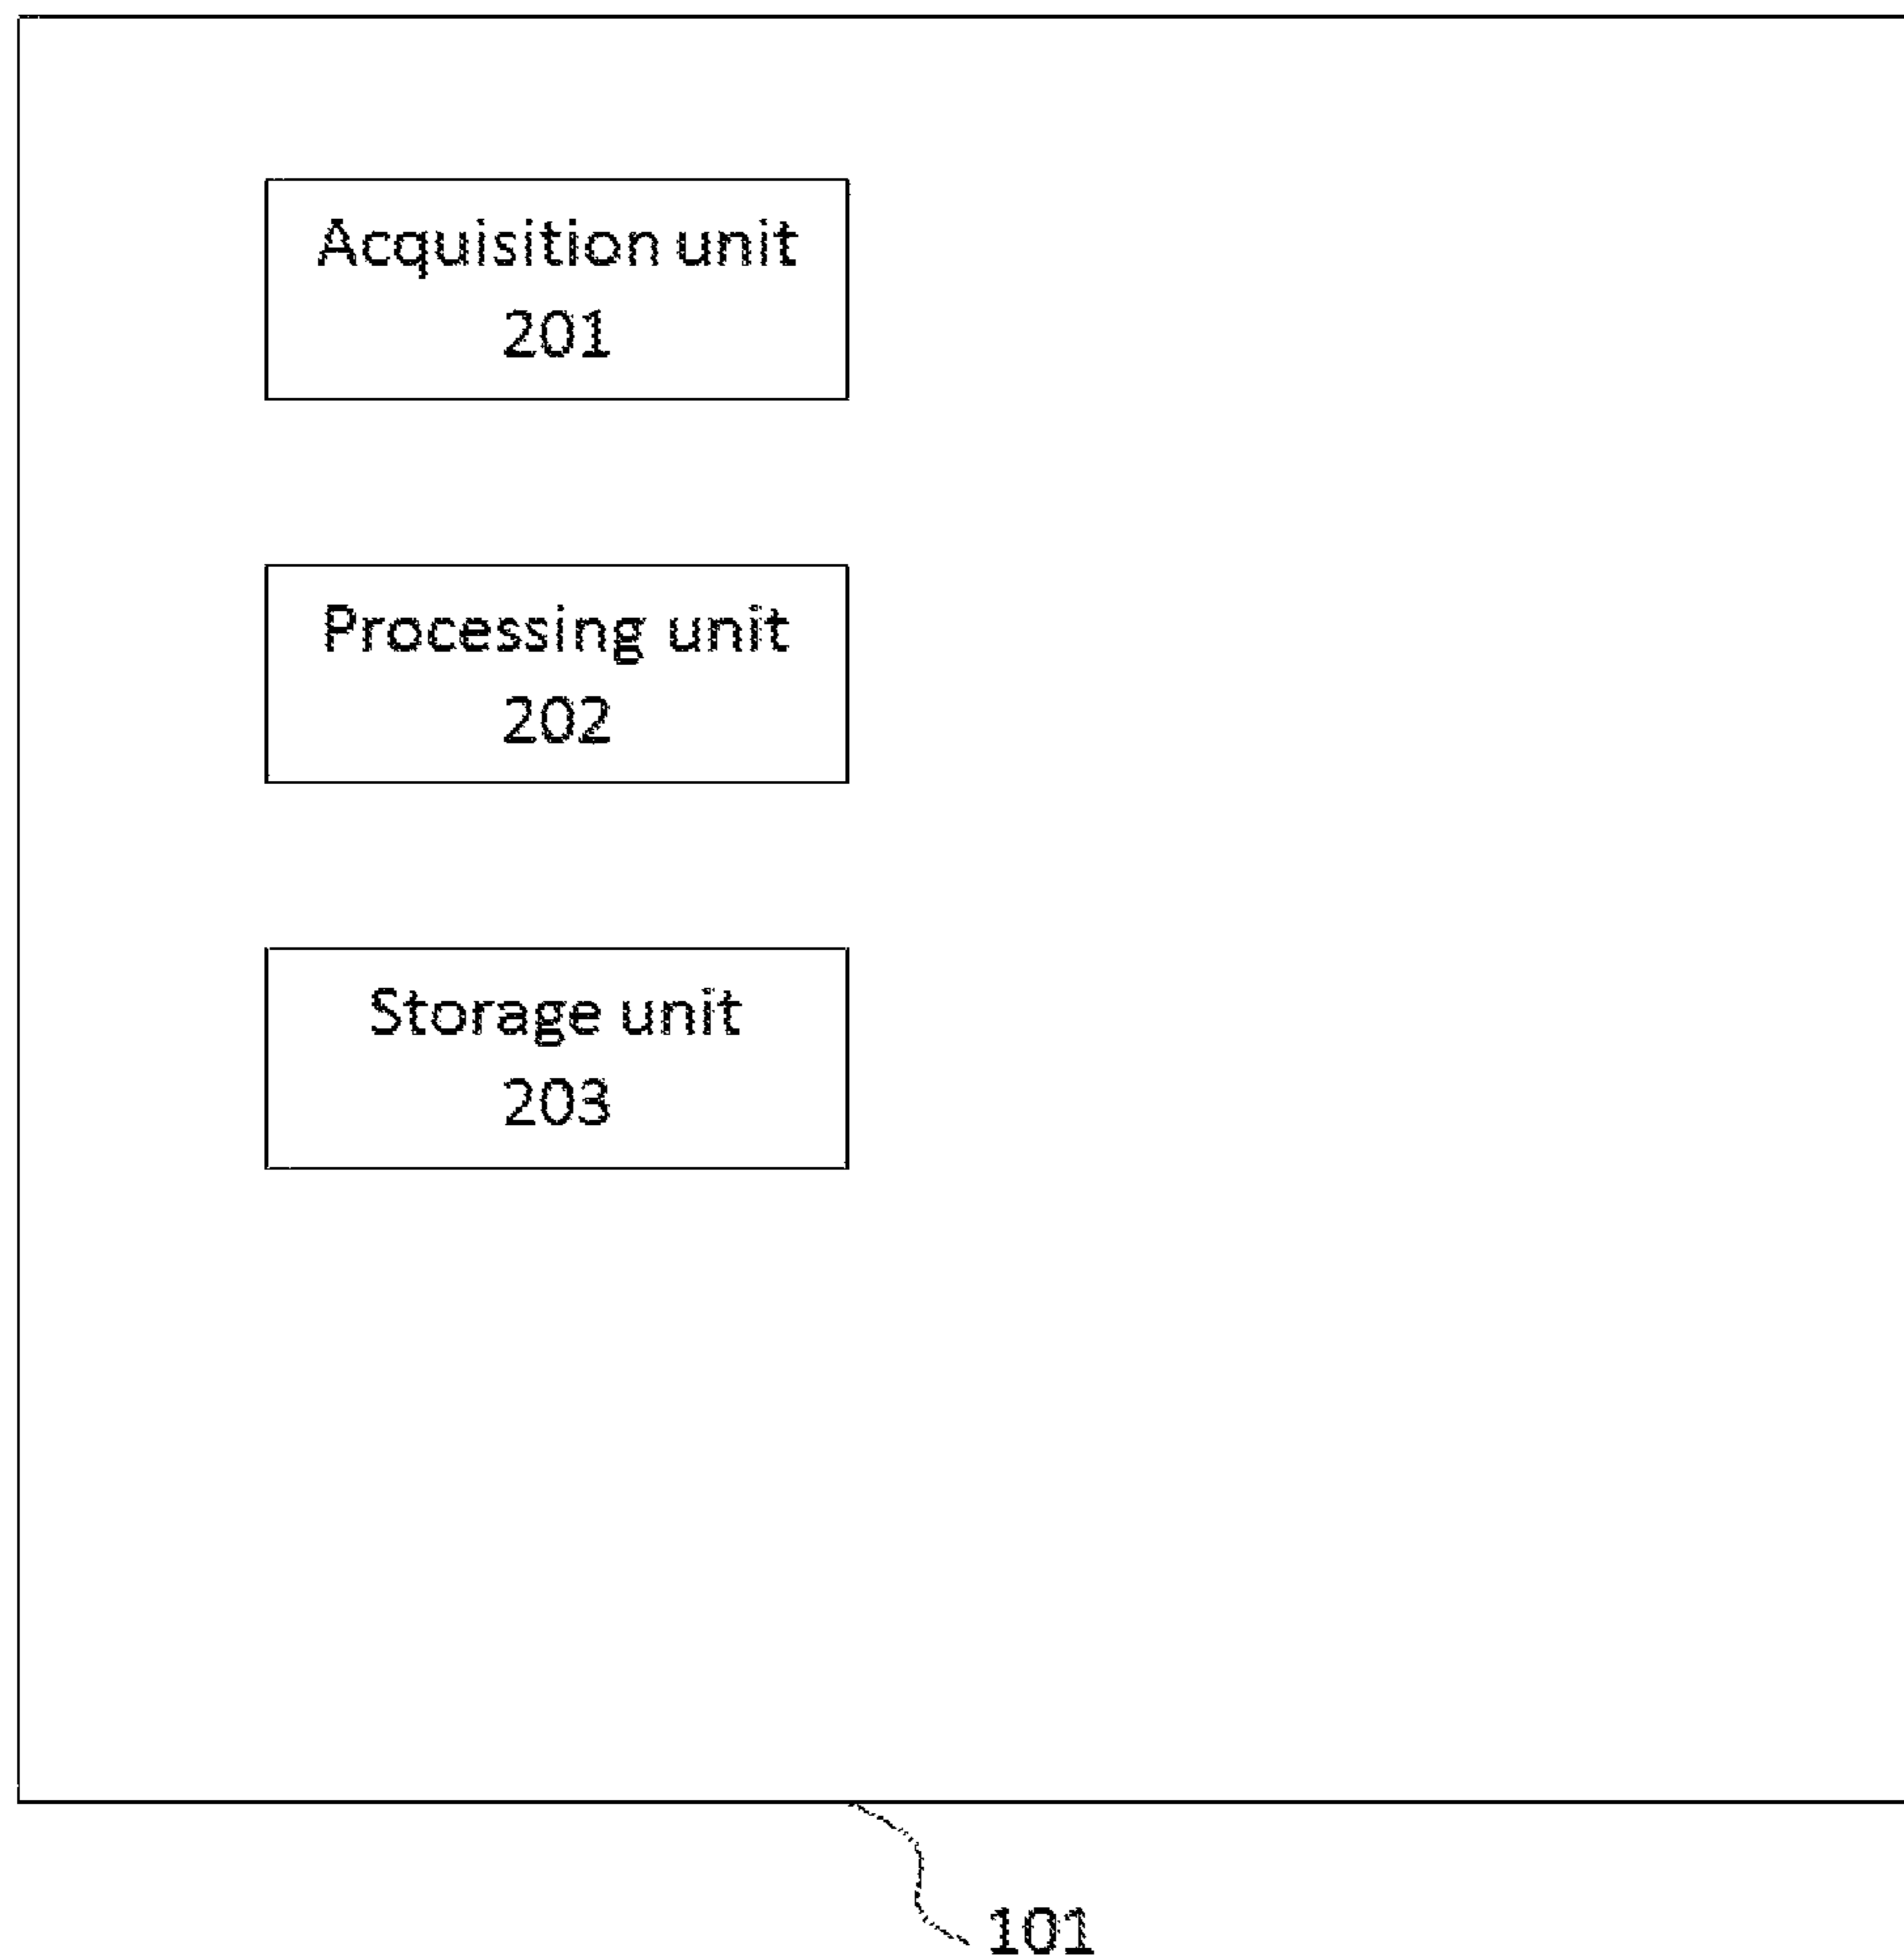 Acquisition unit
201
Processing unit
202
Storage unit
203
101